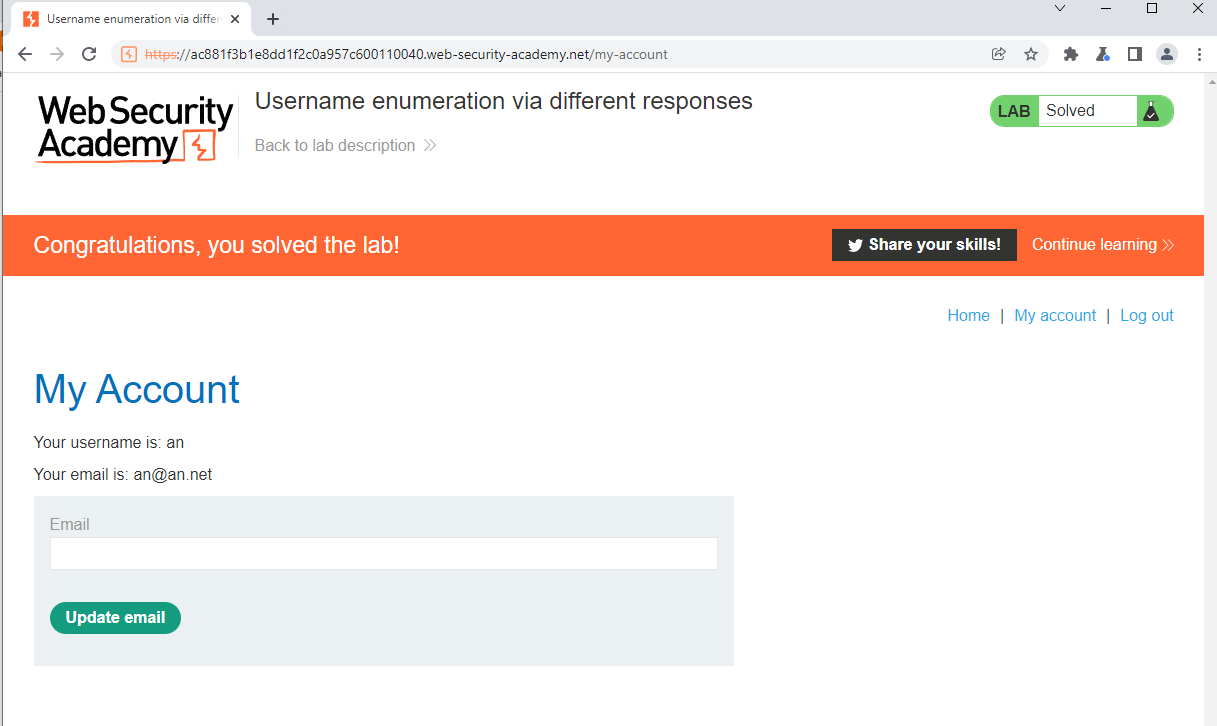 Username enumeration via differ
https://ac881f3b1e8dd1f2c0a957c600110040.web-security-academy.net/my-account
Web Security
Academy
Username enumeration via different responses
Back to lab description
LAB Solved
Congratulations, you solved the lab!
Share your skills!
Continue learning
Home | My account | Log out
My Account
Your username is: an
Your email is: an@an.net
Email
Update email